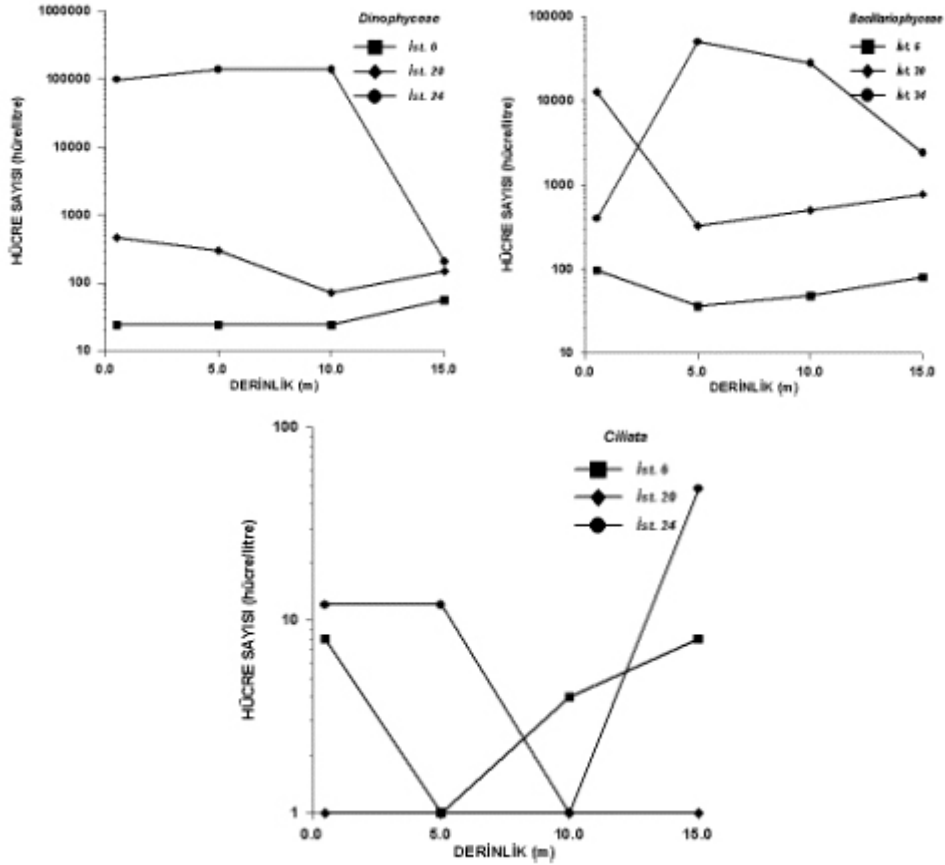 Dinophyceae
İst. 6
İst. 20
İst. 24
HÜCRE SAYISI (hüre/litre)
1000000
100000
10000
1000
100
10
0.0
5.0
10.0
15.0
DERİNLİK (m)
Bacillariophyceae
HÜCRE SAYISI (hücre/litre)
100000
10000
1000
100
10
0.0
5.0
10.0
15.0
DERİNLİK (m)
Ciliata
İst. 6
İst. 20
İst. 24
HÜCRE SAYISI (hücre/litre)
100
10
1
0.0
5.0
10.0
15.0
DERİNLİK (m)